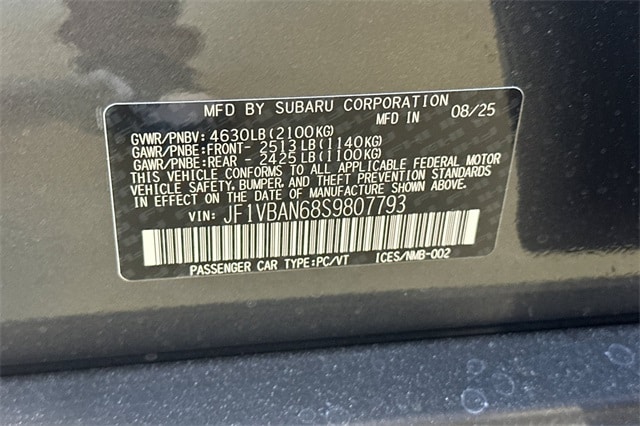 MFD BY SUBARU CORPORATION
MFD IN 08/25
GVWR/PNBV: 4630LB(2100KG)
GAWR/PNBE:FRONT- 2513LB(1140KG)
GAWR/PNBE:REAR - 2425LB(1100KG)
THIS VEHICLE CONFORMS TO ALL APPLICABLE FEDERAL MOTOR
VEHICLE SAFETY, BUMPER, AND THEFT PREVENTION STANDARDS
IN EFFECT ON THE DATE OF MANUFACTURE SHOWN ABOVE.
VIN: JF1VBAN68S9807793
PASSENGER CAR TYPE:PC/VT ICES/NMB-002